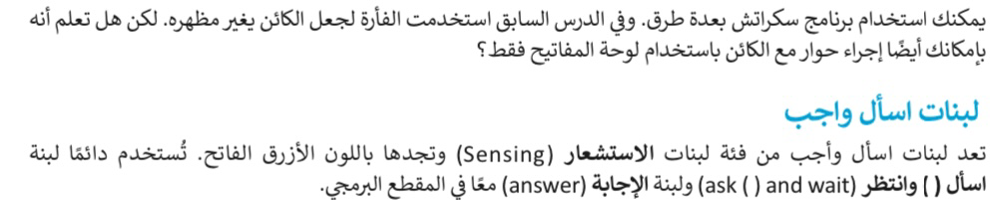 يمكنك استخدام برنامج سكراتش بعدة طرق. وفي الدرس السابق استخدمت الفأرة لجعل الكائن يغير مظهره. لكن هل تعلم أنه
بإمكانك أيضًا إجراء حوار مع الكائن باستخدام لوحة المفاتيح فقط؟
لبنات اسأل واجب
تعد لبنات اسأل وأجب من فئة لبنات الاستشعار (Sensing) وتجدها باللون الأزرق الفاتح. تُستخدم دائمًا لبنة
اسأل ( ) وانتظر (ask ( ) and wait) ولبنة الإجابة (answer) معًا في المقطع البرمجي.